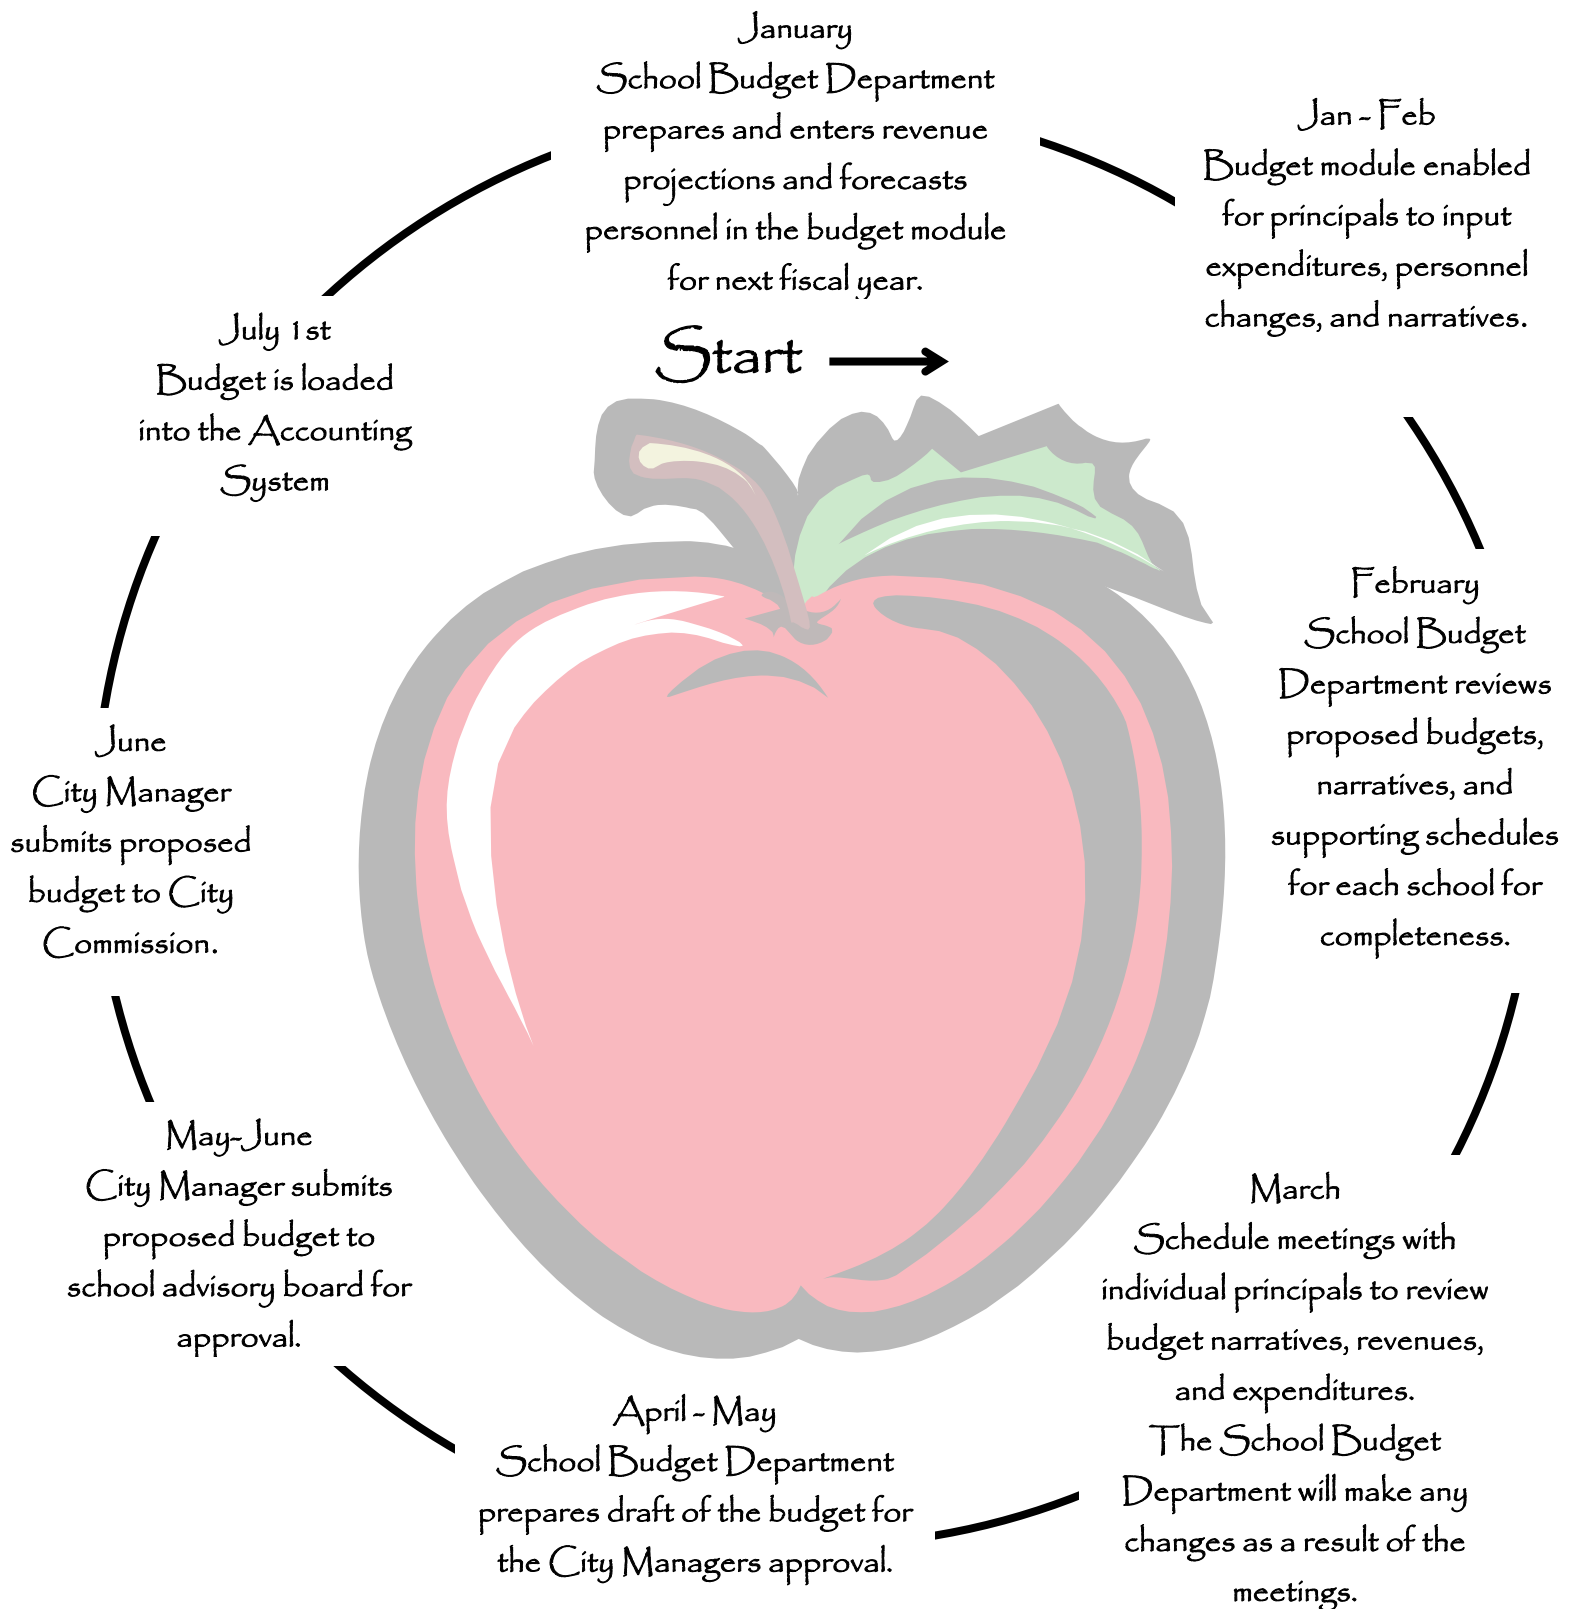 January
School Budget Department
prepares and enters revenue
projections and forecasts
personnel in the budget module
for next fiscal year.
Start
Jan - Feb
Budget module enabled
for principals to input
expenditures, personnel
changes, and narratives.
February
School Budget
Department reviews
proposed budgets,
narratives, and
supporting schedules
for each school for
completeness.
March
Schedule meetings with
individual principals to review
budget narratives, revenues,
and expenditures.
The School Budget
Department will make any
changes as a result of the
meetings.
April - May
School Budget Department
prepares draft of the budget for
the City Managers approval.
May-June
City Manager submits
proposed budget to
school advisory board for
approval.
June
City Manager
submits proposed
budget to City
Commission.
July 1st
Budget is loaded
into the Accounting
System